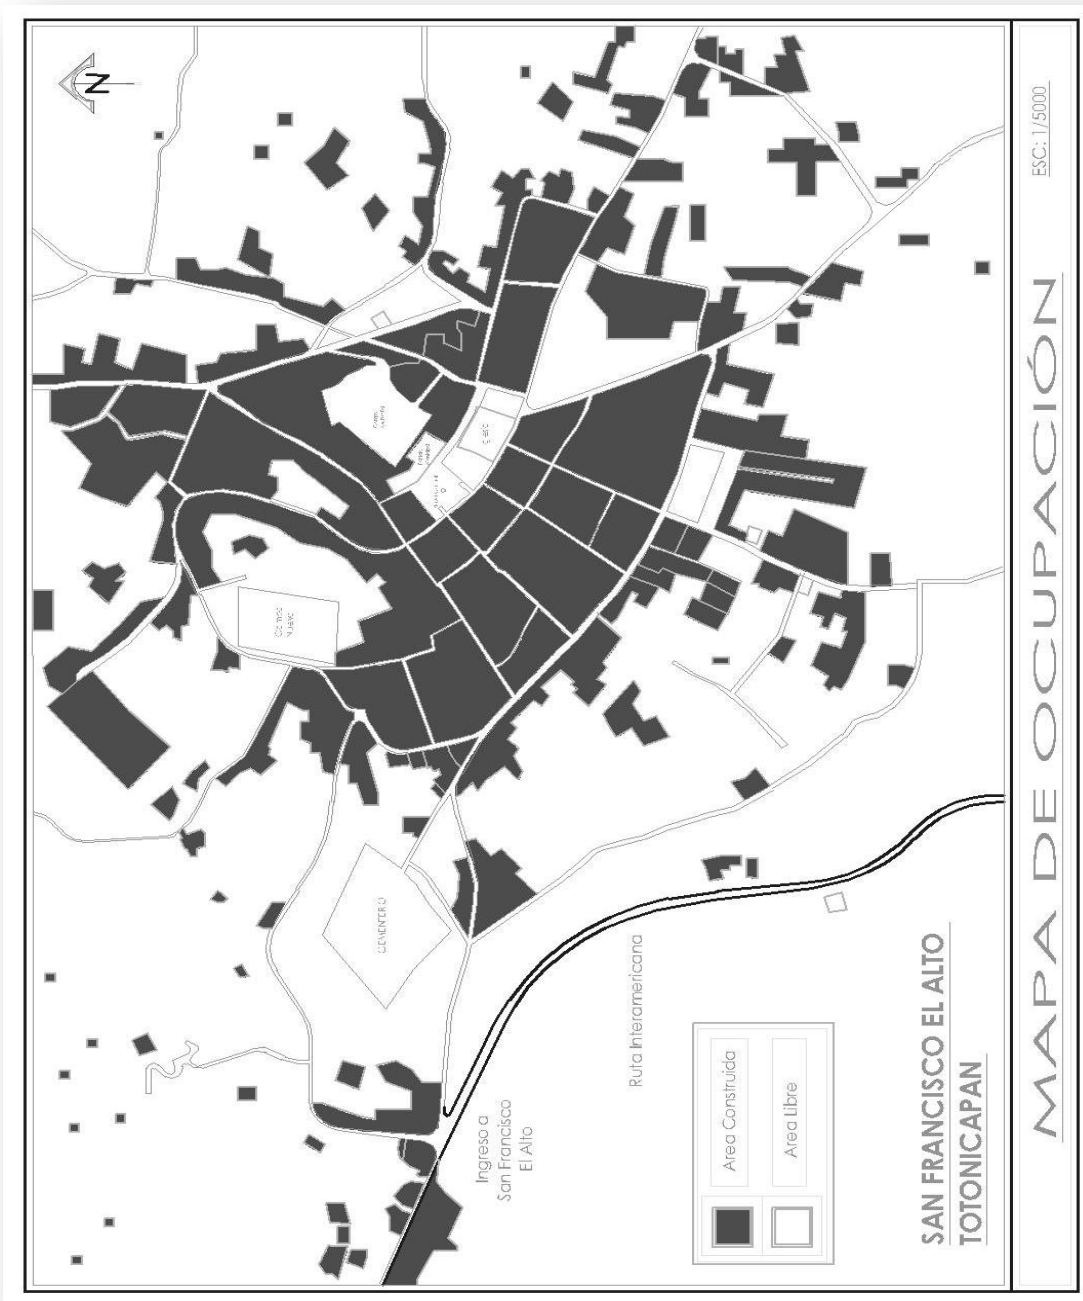 N
ESC: 1/5000
MAPA DE OCUPACIÓN
CEMENTERIO
Ruta Interamericana
Ingreso a
San Francisco
El Alto
Area Construida
Area Libre
SAN FRANCISCO EL ALTO
TOTONICAPAN